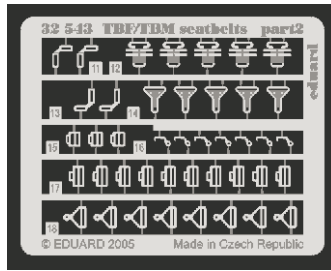 32 543 TBF/TBM seatbelts part2
eduard
11 12
13 14
15 16
17
18
© EDUARD 2005 Made in Czech Republic